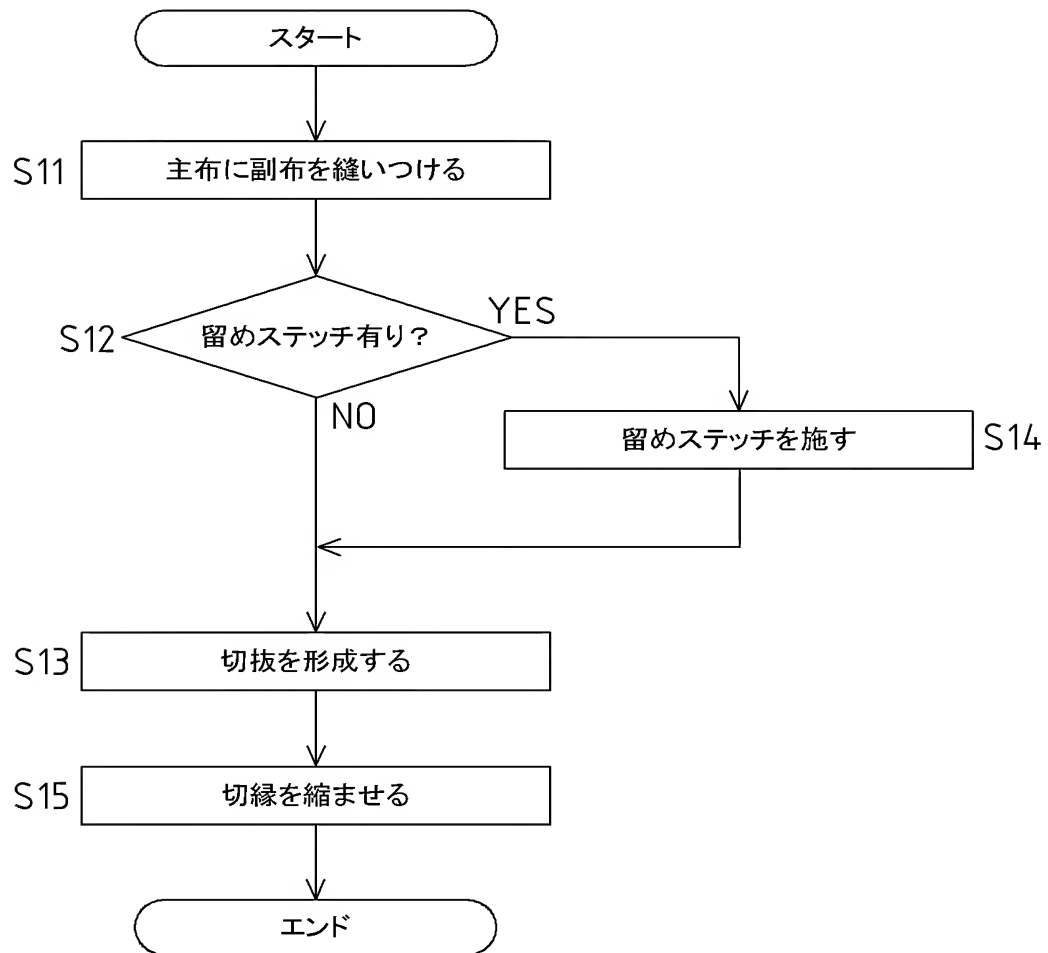 スタート
S11
主布に副布を縫いつける
S12
留めステッチ有り?
YES
NO
留めステッチを施す
S14
S13
切抜を形成する
S15
切縁を縮ませる
エンド